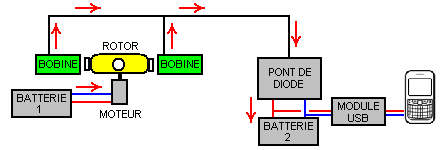 ROTOR
BOBINE
BOBINE
PONT DE
DIODE
BATTERIE
1
MOTEUR
BATTERIE
2
MODULE
USB